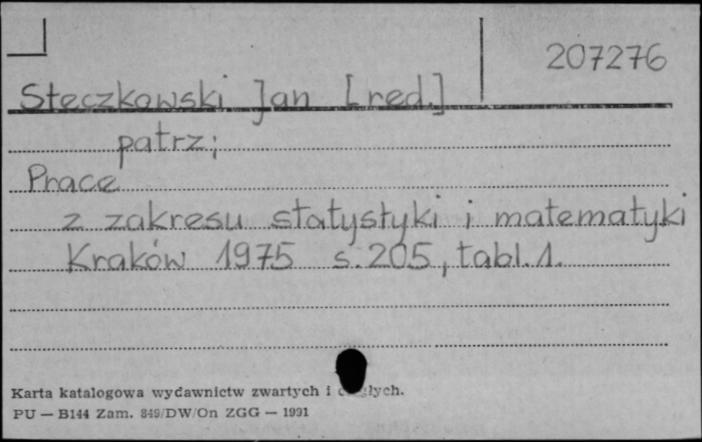 207276
Steczkowski Jan [red.]
patrz;
Prace
z zakresu statystyki i matematyki
Kraków 1975 s. 205, tabl. 1.
Karta katalogowa wydawnictw zwartych i
PU — B144 Zam. 849/DW/On ZGG — 1991